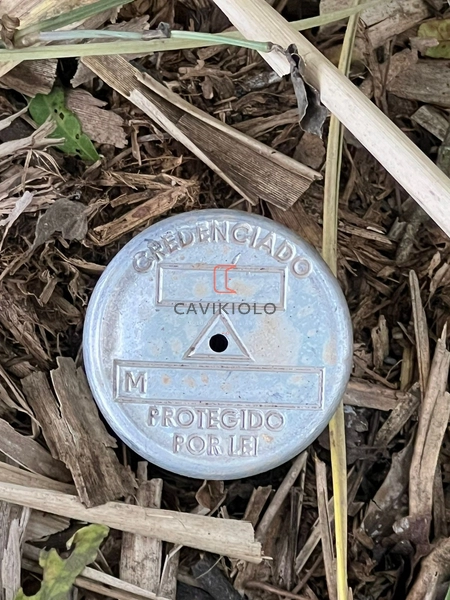 CREDENCIADO
CAVIKIOLO
M
PROTEGIDO
POR LEI